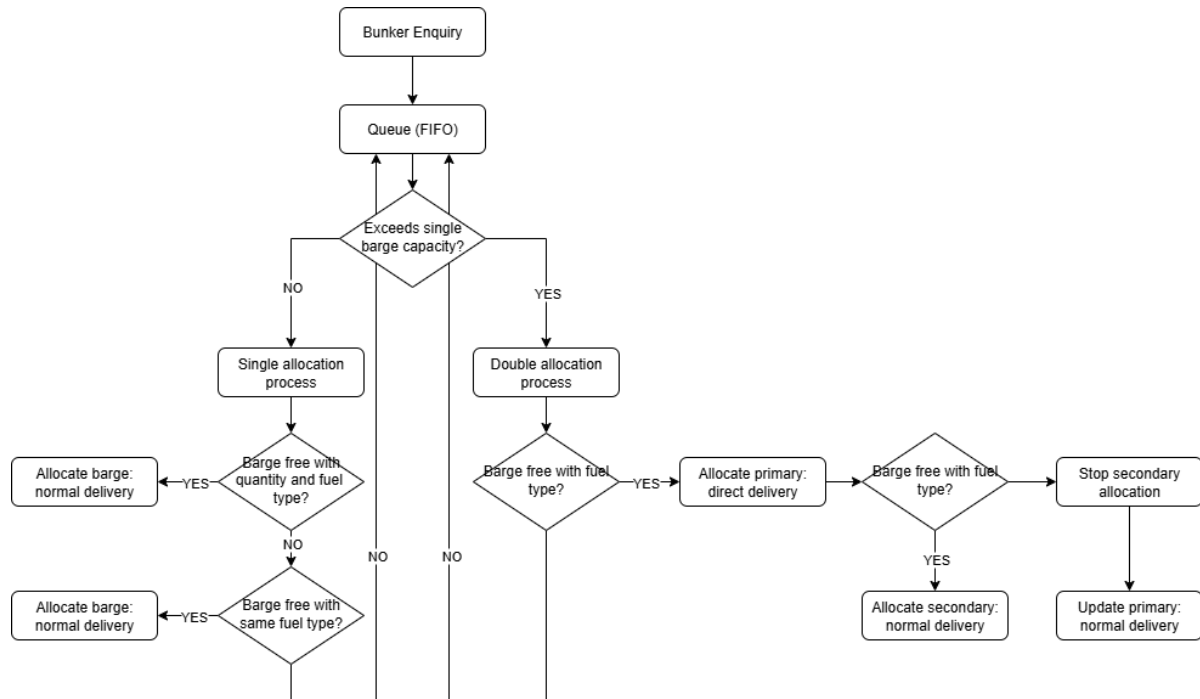 Bunker Enquiry
Queue (FIFO)
Exceeds single
barge capacity?
NO
YES
Single allocation
process
Double allocation
process
Allocate barge:
normal delivery
YES
Barge free with
quantity and fuel
type?
Barge free with fuel
type?
YES
Allocate primary:
direct delivery
Barge free with fuel
type?
Stop secondary
allocation
NO
NO
NO
YES
Allocate barge:
normal delivery
YES
Barge free with
same fuel type?
Allocate secondary:
normal delivery
Update primary:
normal delivery